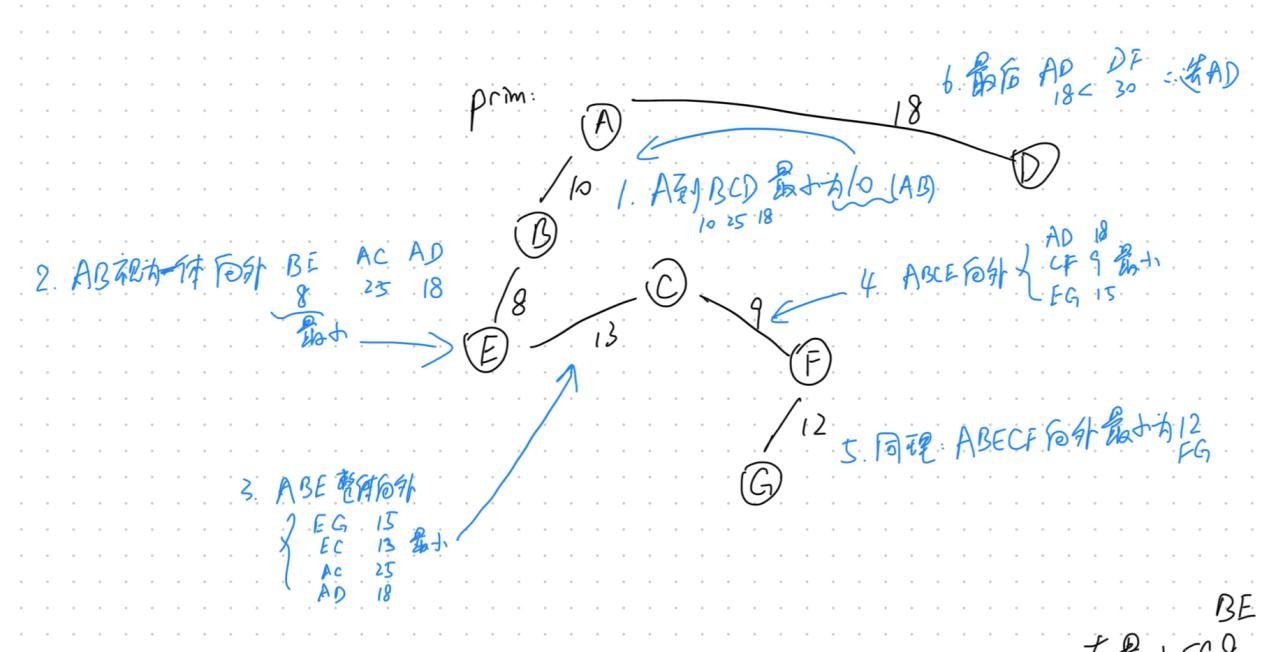 prim:
A
18
D
6. 最后 AD DF ∴选AD
18< 30
10
1. A到BCD 最小为10 (AB)
10 25 18
B
2. AB视为一体 向外 BE AC AD
8 25 18
最小
8
E
13
C
9
F
4. ABCE向外
AD 18
CF 9 最小
EG 15
12
G
5. 同理: ABECF向外最小为12
FG
3. ABE 整体向外
EG 15
EC 13 最小
AC 25
AD 18
BE